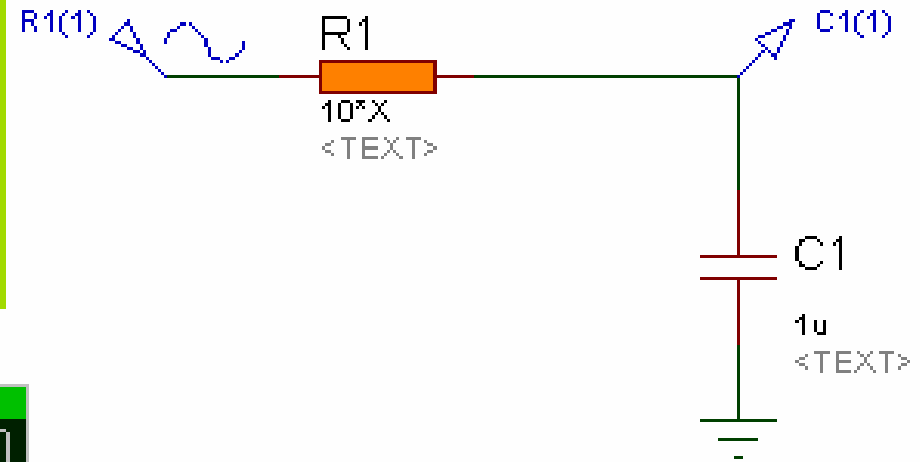 R1(1)
R1
C1(1)
10*X
<TEXT>
C1
1u
<TEXT>